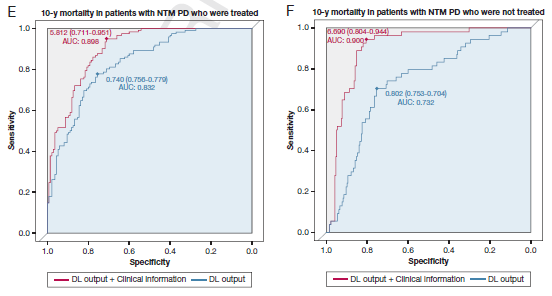 E
10-y mortality in patients with NTM PD who were treated
5.812 (0.711-0.951)
AUC: 0.898
0.740 (0.756-0.779)
AUC: 0.832
Sensitivity
1.0
0.8
0.6
0.4
0.2
0.0
1.0 0.8 0.6 0.4 0.2 0.0
Specificity
DL output + Clinical information DL output
F
10-y mortality in patients with NTM PD who were not treated
6.690 (0.804-0.944)
AUC: 0.900
0.802 (0.753-0.704)
AUC: 0.732
Sensitivity
1.0
0.8
0.6
0.4
0.2
0.0
1.0 0.8 0.6 0.4 0.2 0.0
Specificity
DL output + Clinical information DL output